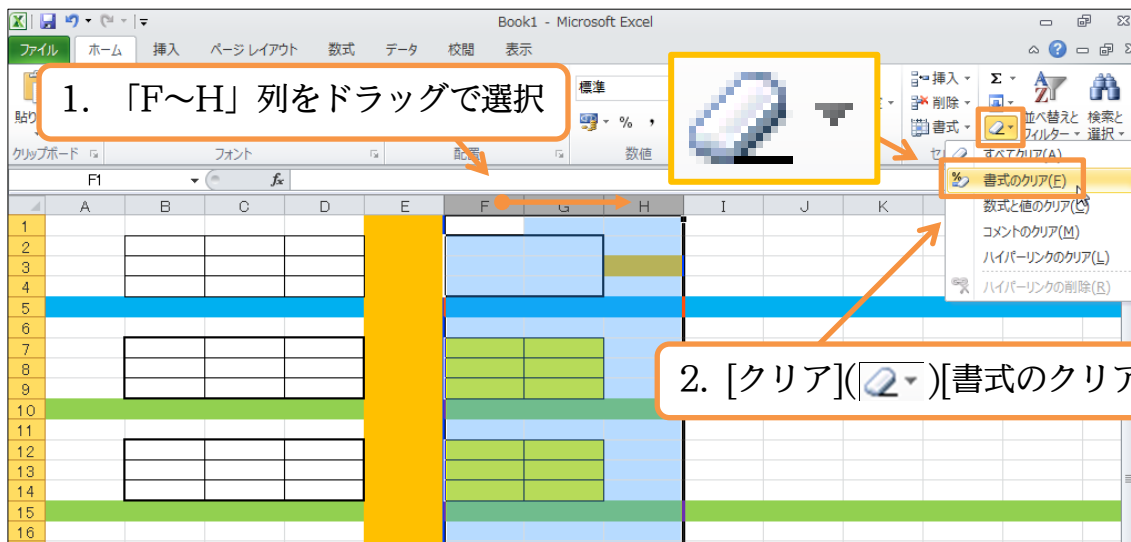 Book1 - Microsoft Excel
ファイル ホーム 挿入 ページ レイアウト 数式 データ 校閲 表示
1. 「F～H」列をドラッグで選択
標準
% ,
挿入
削除
書式
Σ
並べ替えと 検索と
フィルター 選択
クリップボード フォント 配置 数値
すべてクリア(A)
書式のクリア(F)
数式と値のクリア(C)
コメントのクリア(M)
ハイパーリンクのクリア(L)
ハイパーリンクの削除(R)
F1 fx
A B C D E F G H I J K
1
2
3
4
5
6
7
8
9
10
11
12
13
14
15
16
2. [クリア]( )[書式のクリア